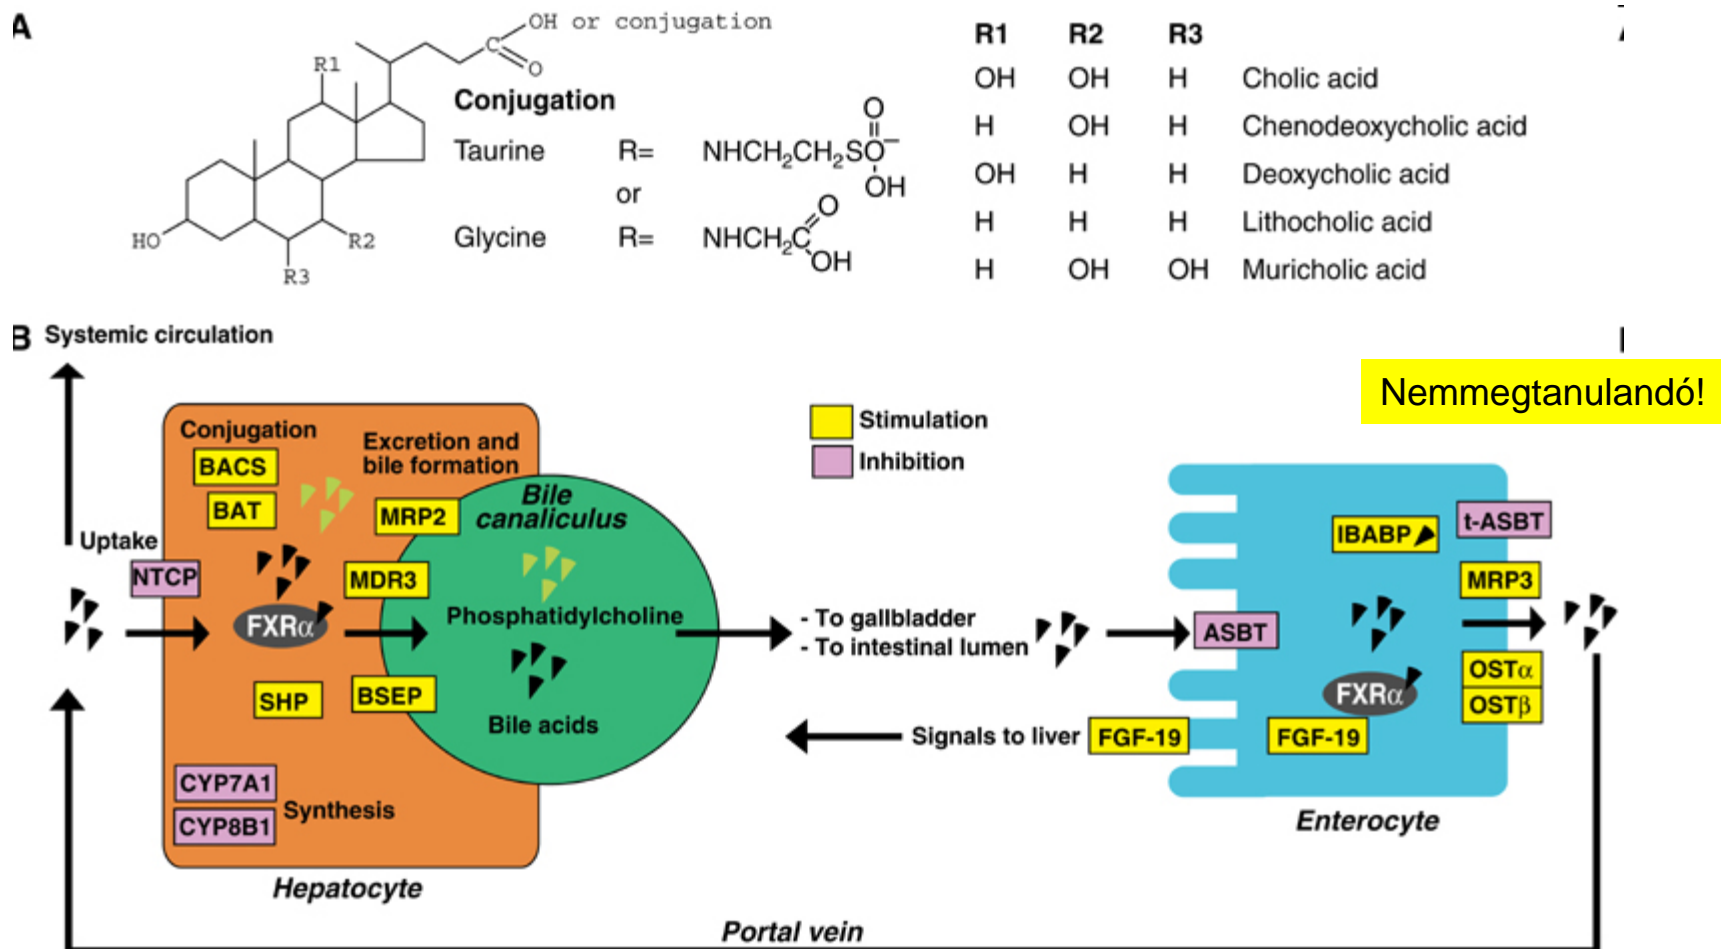 A
OH or conjugation
C
O
R1
HO
R2
R3
Conjugation
Taurine R= NHCH2CH2SO−
O
OH
or
Glycine R= NHCH2C
O
OH
R1 R2 R3
OH OH H Cholic acid
H OH H Chenodeoxycholic acid
OH H H Deoxycholic acid
H H H Lithocholic acid
H OH OH Muricholic acid
B Systemic circulation
Nemmegtanulandó!
Stimulation
Inhibition
Conjugation
BACS
BAT
Excretion and
bile formation
MRP2
Bile
canaliculus
Uptake
NTCP
MDR3
FXRα
Phosphatidylcholine
SHP
BSEP
Bile acids
CYP7A1
CYP8B1
Synthesis
Hepatocyte
- To gallbladder
- To intestinal lumen
ASBT
IBABP
t-ASBT
MRP3
FXRα
OSTα
OSTβ
Signals to liver
FGF-19
FGF-19
Enterocyte
Portal vein